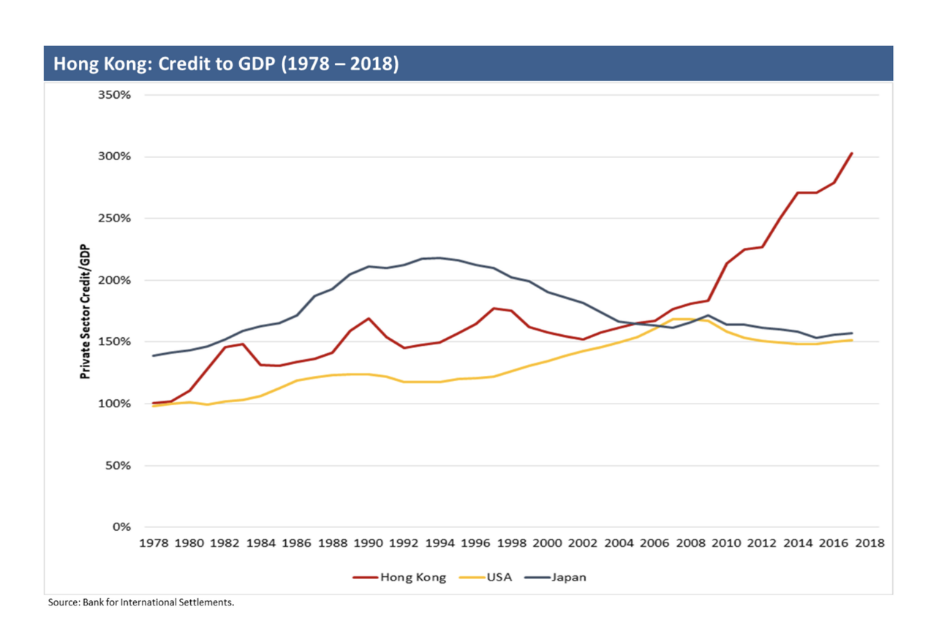 Hong Kong: Credit to GDP (1978 – 2018)
350%
300%
250%
200%
150%
100%
50%
0%
Private Sector Credit/GDP
1978 1980 1982 1984 1986 1988 1990 1992 1994 1996 1998 2000 2002 2004 2006 2008 2010 2012 2014 2016 2018
Hong Kong USA Japan
Source: Bank for International Settlements.